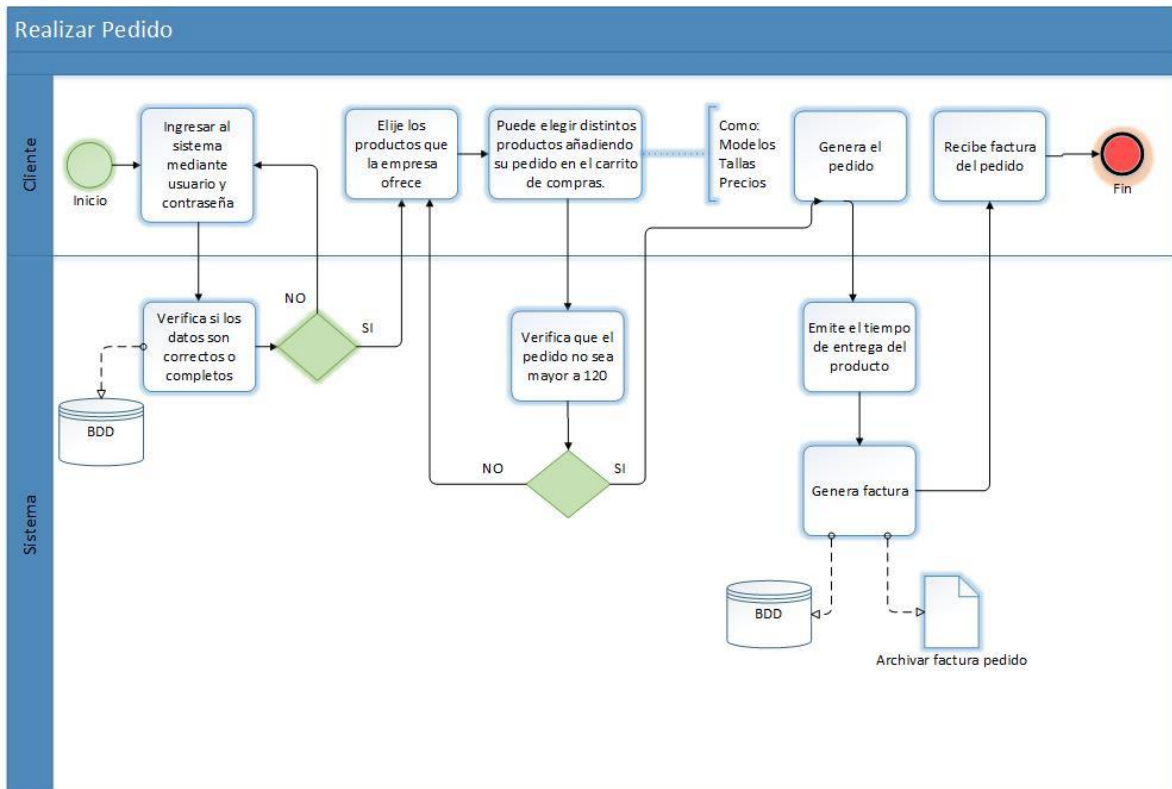 Realizar Pedido
Cliente
Inicio
Ingresar al
sistema
mediante
usuario y
contraseña
Elije los
productos que
la empresa
ofrece
Puede elegir distintos
productos añadiendo
su pedido en el carrito
de compras.
Como:
Modelos
Tallas
Precios
Genera el
pedido
Recibe factura
del pedido
Fin
Sistema
Verifica si los
datos son
correctos o
completos
NO
SI
BDD
Verifica que el
pedido no sea
mayor a 120
NO
SI
Emite el tiempo
de entrega del
producto
Genera factura
BDD
Archivar factura pedido